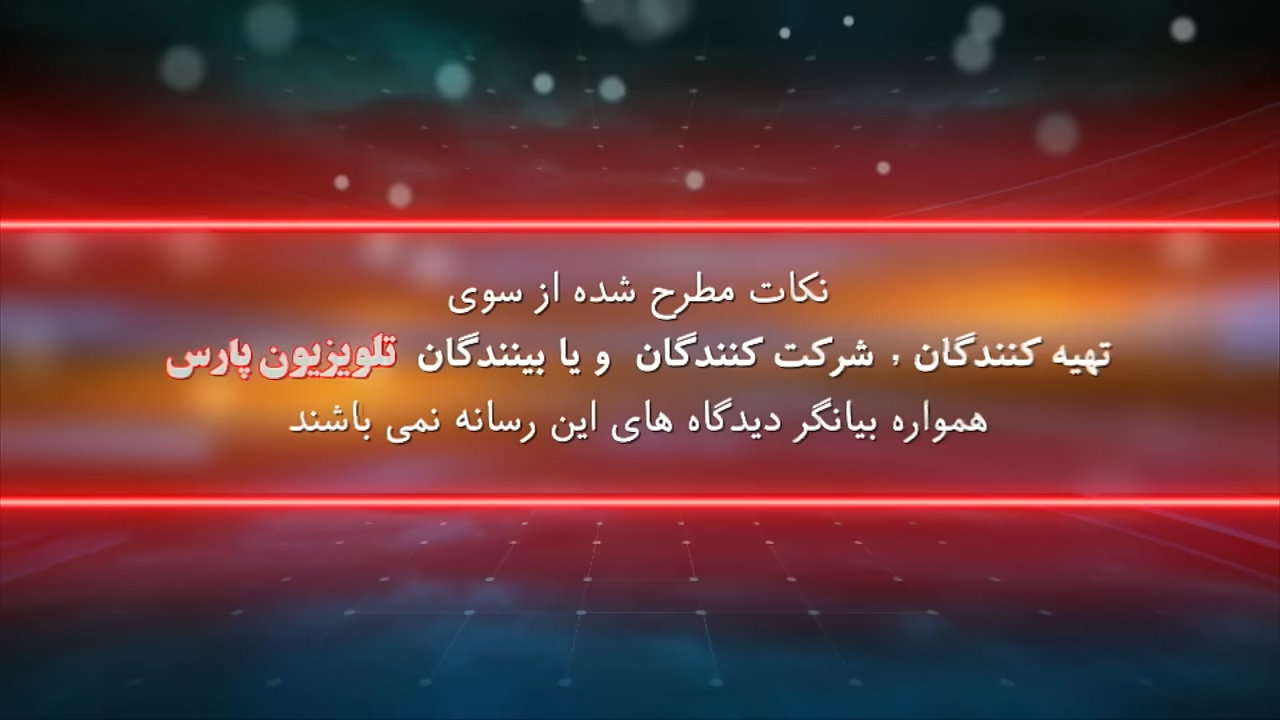 نکات مطرح شده از سوی
تهیه کنندگان , شرکت کنندگان و یا بینندگان تلویزیون پارس
همواره بیانگر دیدگاه های این رسانه نمی باشند